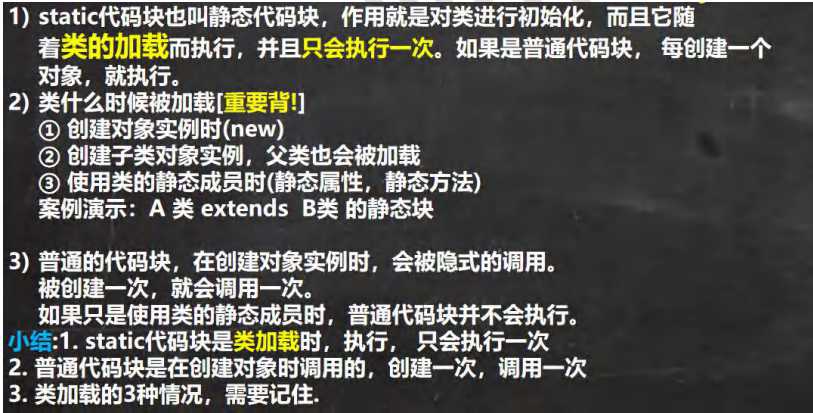 1) static代码块也叫静态代码块，作用就是对类进行初始化，而且它随
着类的加载而执行，并且只会执行一次。如果是普通代码块， 每创建一个
对象，就执行。
2) 类什么时候被加载[重要背!]
① 创建对象实例时(new)
② 创建子类对象实例，父类也会被加载
③ 使用类的静态成员时(静态属性，静态方法)
案例演示：A 类 extends B类 的静态块
3) 普通的代码块，在创建对象实例时，会被隐式的调用。
被创建一次，就会调用一次。
如果只是使用类的静态成员时，普通代码块并不会执行。
小结:1. static代码块是类加载时，执行， 只会执行一次
2. 普通代码块是在创建对象时调用的，创建一次，调用一次
3. 类加载的3种情况，需要记住.